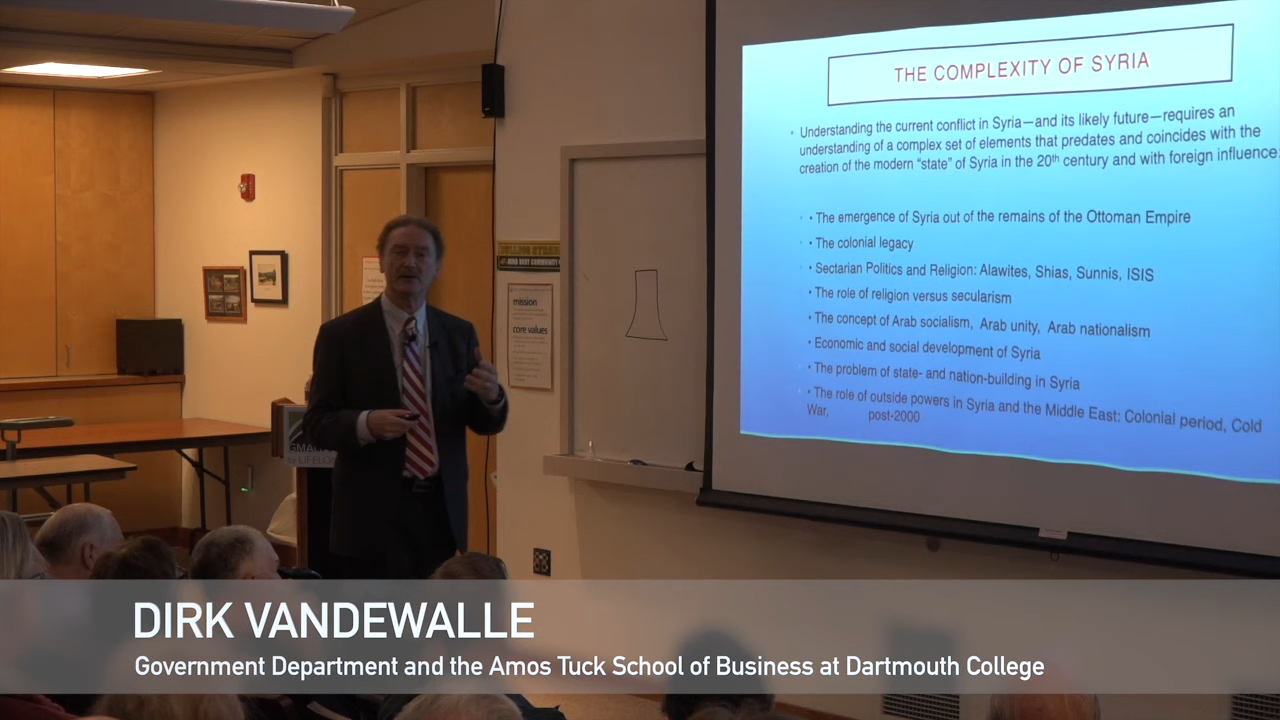 THE COMPLEXITY OF SYRIA
• Understanding the current conflict in Syria—and its likely future—requires an
understanding of a complex set of elements that predates and coincides with the
creation of the modern "state" of Syria in the 20th century and with foreign influence:
• The emergence of Syria out of the remains of the Ottoman Empire
• The colonial legacy
• Sectarian Politics and Religion: Alawites, Shias, Sunnis, ISIS
• The role of religion versus secularism
• The concept of Arab socialism, Arab unity, Arab nationalism
• Economic and social development of Syria
• The problem of state- and nation-building in Syria
• The role of outside powers in Syria and the Middle East: Colonial period, Cold
War, post-2000
mission
core values
DIRK VANDEWALLE
Government Department and the Amos Tuck School of Business at Dartmouth College